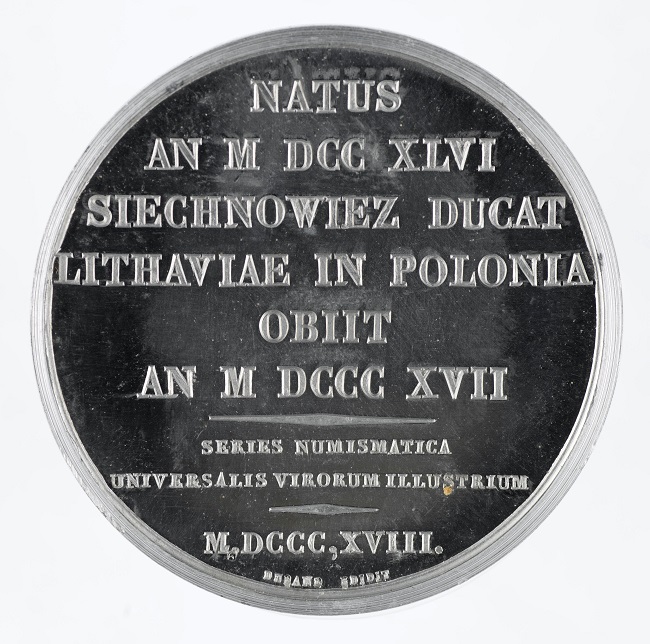 NATUS
AN M DCC XLVI
SIECHNOWIEZ DUCAT
LITHAVIAE IN POLONIA
OBIIT
AN M DCCC XVII
SERIES NUMISMATICA
UNIVERSALIS VIRORUM ILLUSTRIUM
M,DCCC,XVIII.
DURAND EDIDIT